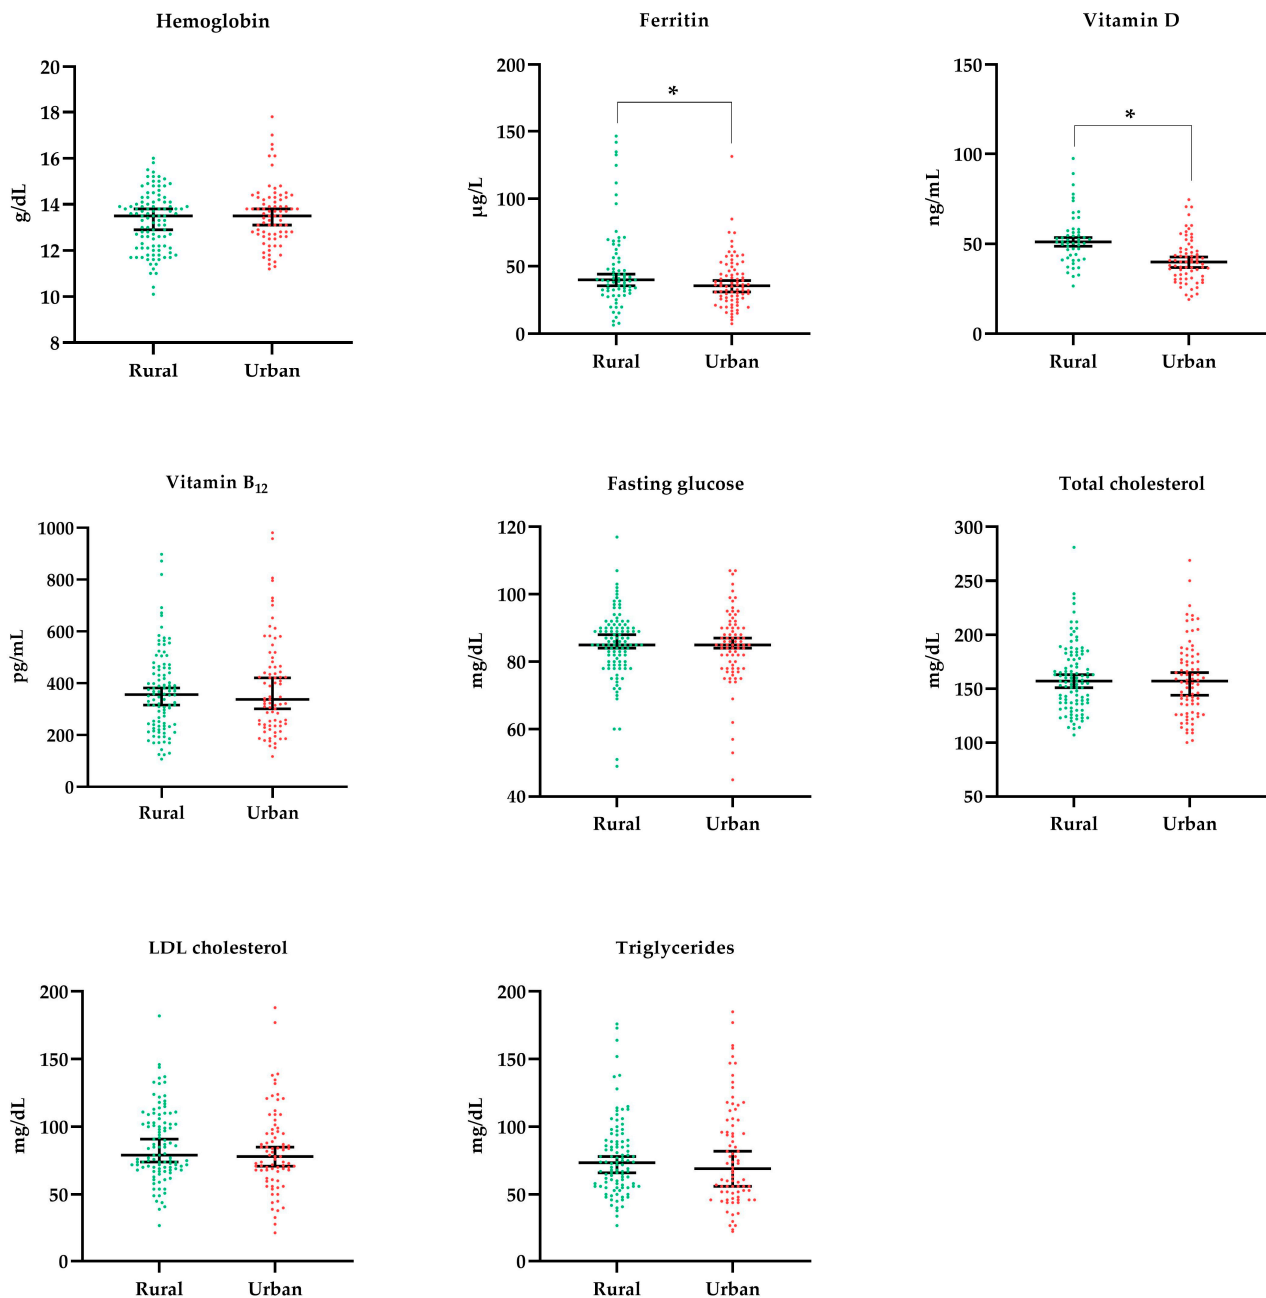 Hemoglobin
g/dL
20
18
16
14
12
10
8
Rural Urban
Ferritin
µg/L
200
150
100
50
0
*
Rural Urban
Vitamin D
ng/mL
150
100
50
0
*
Rural Urban
Vitamin B12
pg/mL
1000
800
600
400
200
0
Rural Urban
Fasting glucose
mg/dL
120
100
80
60
40
Rural Urban
Total cholesterol
mg/dL
300
250
200
150
100
50
Rural Urban
LDL cholesterol
mg/dL
200
150
100
50
0
Rural Urban
Triglycerides
mg/dL
200
150
100
50
0
Rural Urban